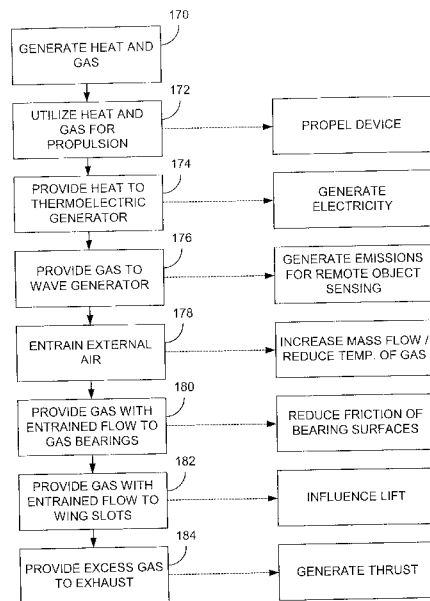 170
GENERATE HEAT AND
GAS
172
UTILIZE HEAT AND
GAS FOR
PROPULSION
PROPEL DEVICE
174
PROVIDE HEAT TO
THERMOELECTRIC
GENERATOR
GENERATE
ELECTRICITY
176
PROVIDE GAS TO
WAVE GENERATOR
GENERATE EMISSIONS
FOR REMOTE OBJECT
SENSING
178
ENTRAIN EXTERNAL
AIR
INCREASE MASS FLOW /
REDUCE TEMP. OF GAS
180
PROVIDE GAS WITH
ENTRAINED FLOW TO
GAS BEARINGS
REDUCE FRICTION OF
BEARING SURFACES
182
PROVIDE GAS WITH
ENTRAINED FLOW TO
WING SLOTS
INFLUENCE LIFT
184
PROVIDE EXCESS GAS
TO EXHAUST
GENERATE THRUST